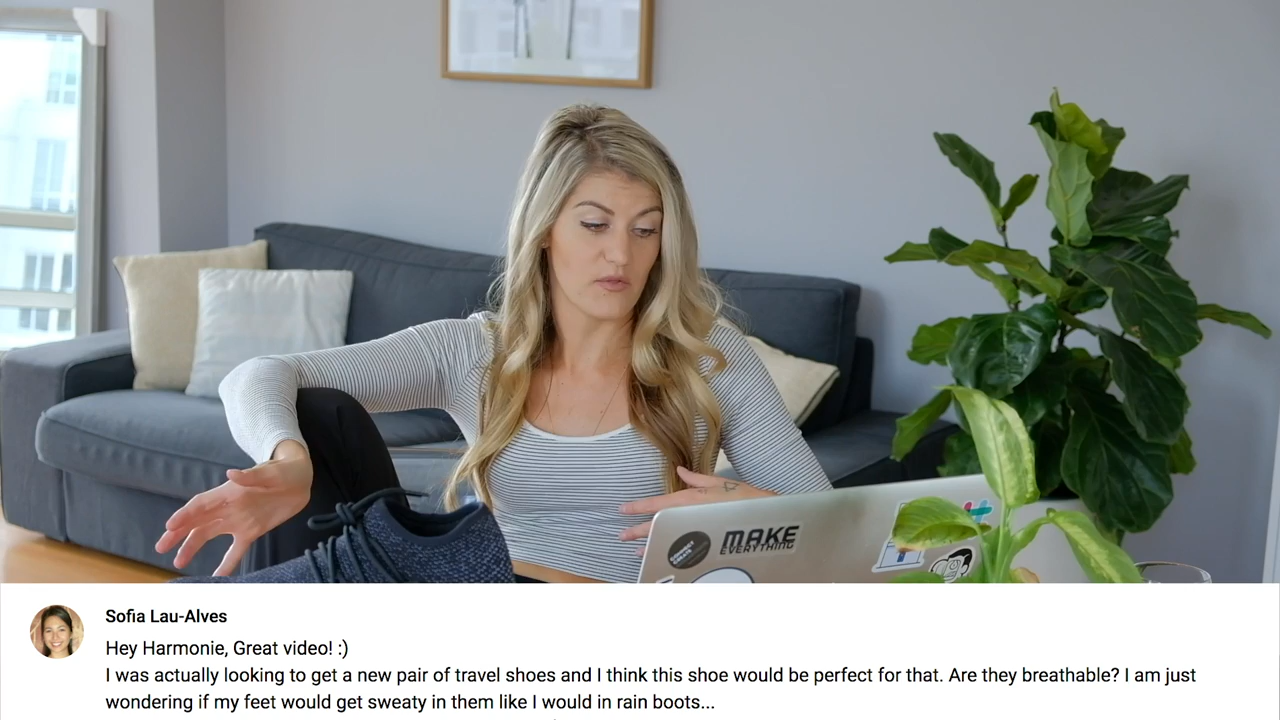 MAKE
EVERYTHING
Sofia Lau-Alves
Hey Harmonie, Great video! :)
I was actually looking to get a new pair of travel shoes and I think this shoe would be perfect for that. Are they breathable? I am just
wondering if my feet would get sweaty in them like I would in rain boots...